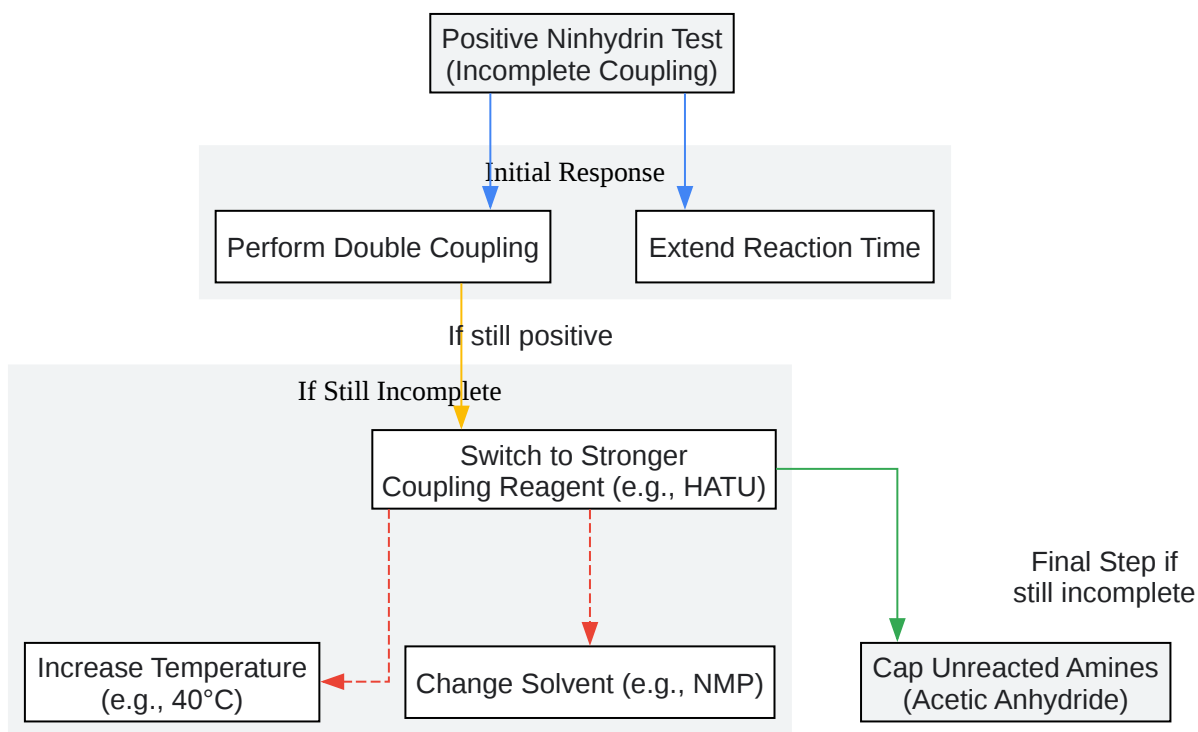 Positive Ninhydrin Test
(Incomplete Coupling)
Initial Response
Perform Double Coupling
Extend Reaction Time
If still positive
If Still Incomplete
Switch to Stronger
Coupling Reagent (e.g., HATU)
Final Step if
still incomplete
Increase Temperature
(e.g., 40°C)
Change Solvent (e.g., NMP)
Cap Unreacted Amines
(Acetic Anhydride)